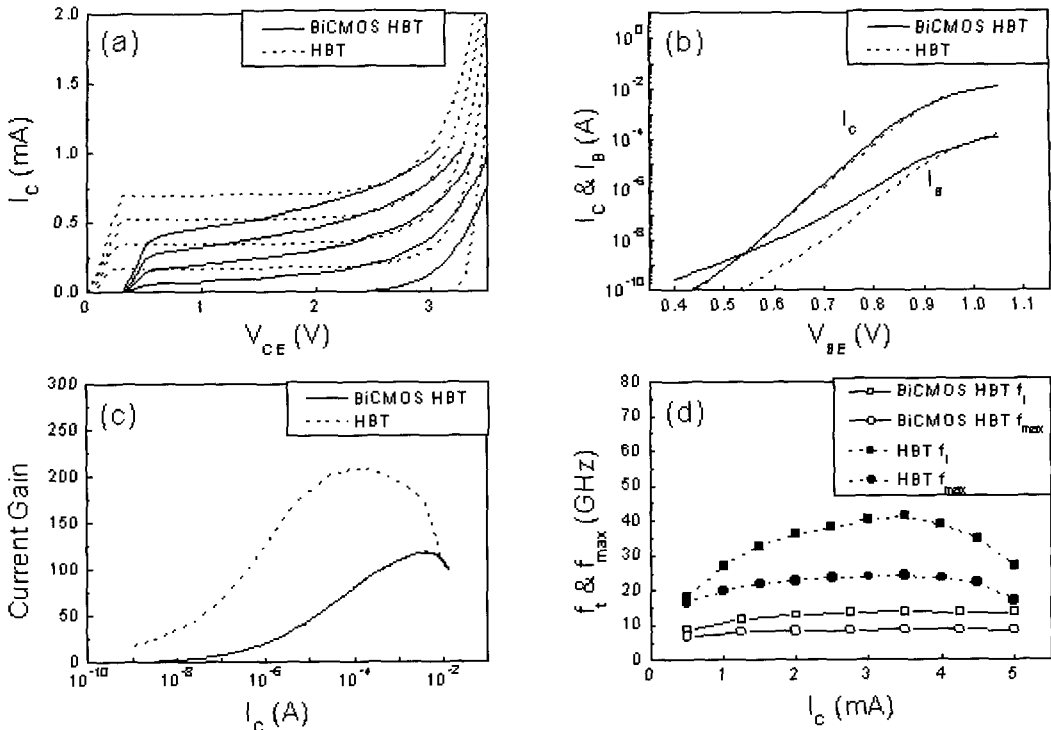 (a)
BiCMOS HBT
HBT
2.0
1.5
1.0
0.5
0.0
I_C (mA)
0
1
2
3
V_CE (V)
(b)
BiCMOS HBT
HBT
10^0
10^-2
10^-4
10^-6
10^-8
10^-10
I_C & I_B (A)
I_C
I_B
0.4 0.5 0.6 0.7 0.8 0.9 1.0 1.1
V_BE (V)
(c)
BiCMOS HBT
HBT
300
250
200
150
100
50
0
Current Gain
10^-10
10^-8
10^-6
10^-4
10^-2
I_C (A)
(d)
BiCMOS HBT f_t
BiCMOS HBT f_max
HBT f_t
HBT f_max
80
70
60
50
40
30
20
10
0
f_t & f_max (GHz)
0 1 2 3 4 5
I_C (mA)